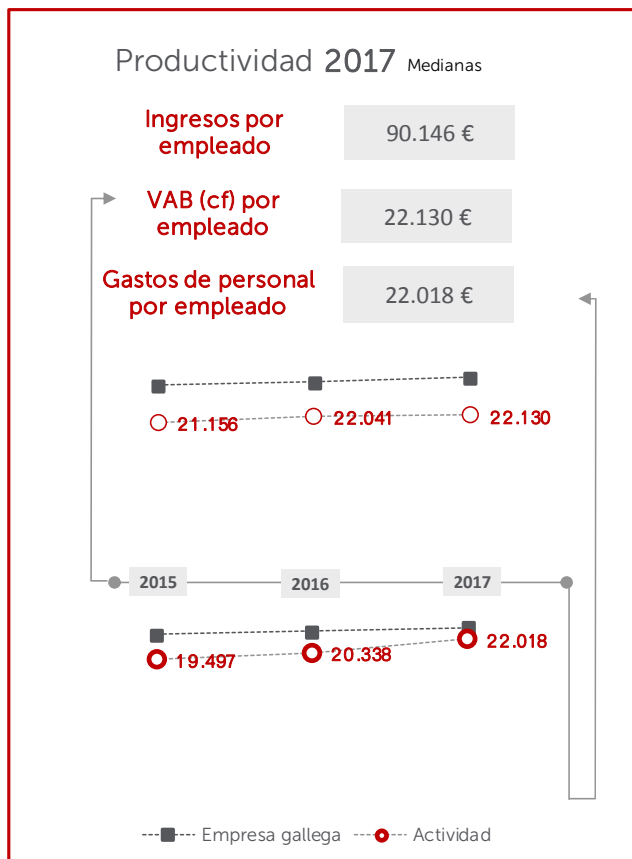 Productividad 2017 Medianas
Ingresos por
empleado
90.146 €
VAB (cf) por
empleado
22.130 €
Gastos de personal
por empleado
22.018 €
21.156
22.041
22.130
2015
2016
2017
19.497
20.338
22.018
Empresa gallega
Actividad